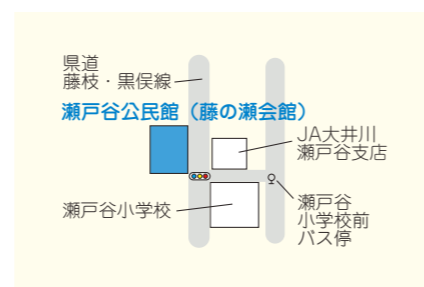 県道
藤枝・黒俣線
瀬戸谷公民館（藤の瀬会館）
JA大井川
瀬戸谷支店
瀬戸谷小学校
瀬戸谷
小学校前
バス停